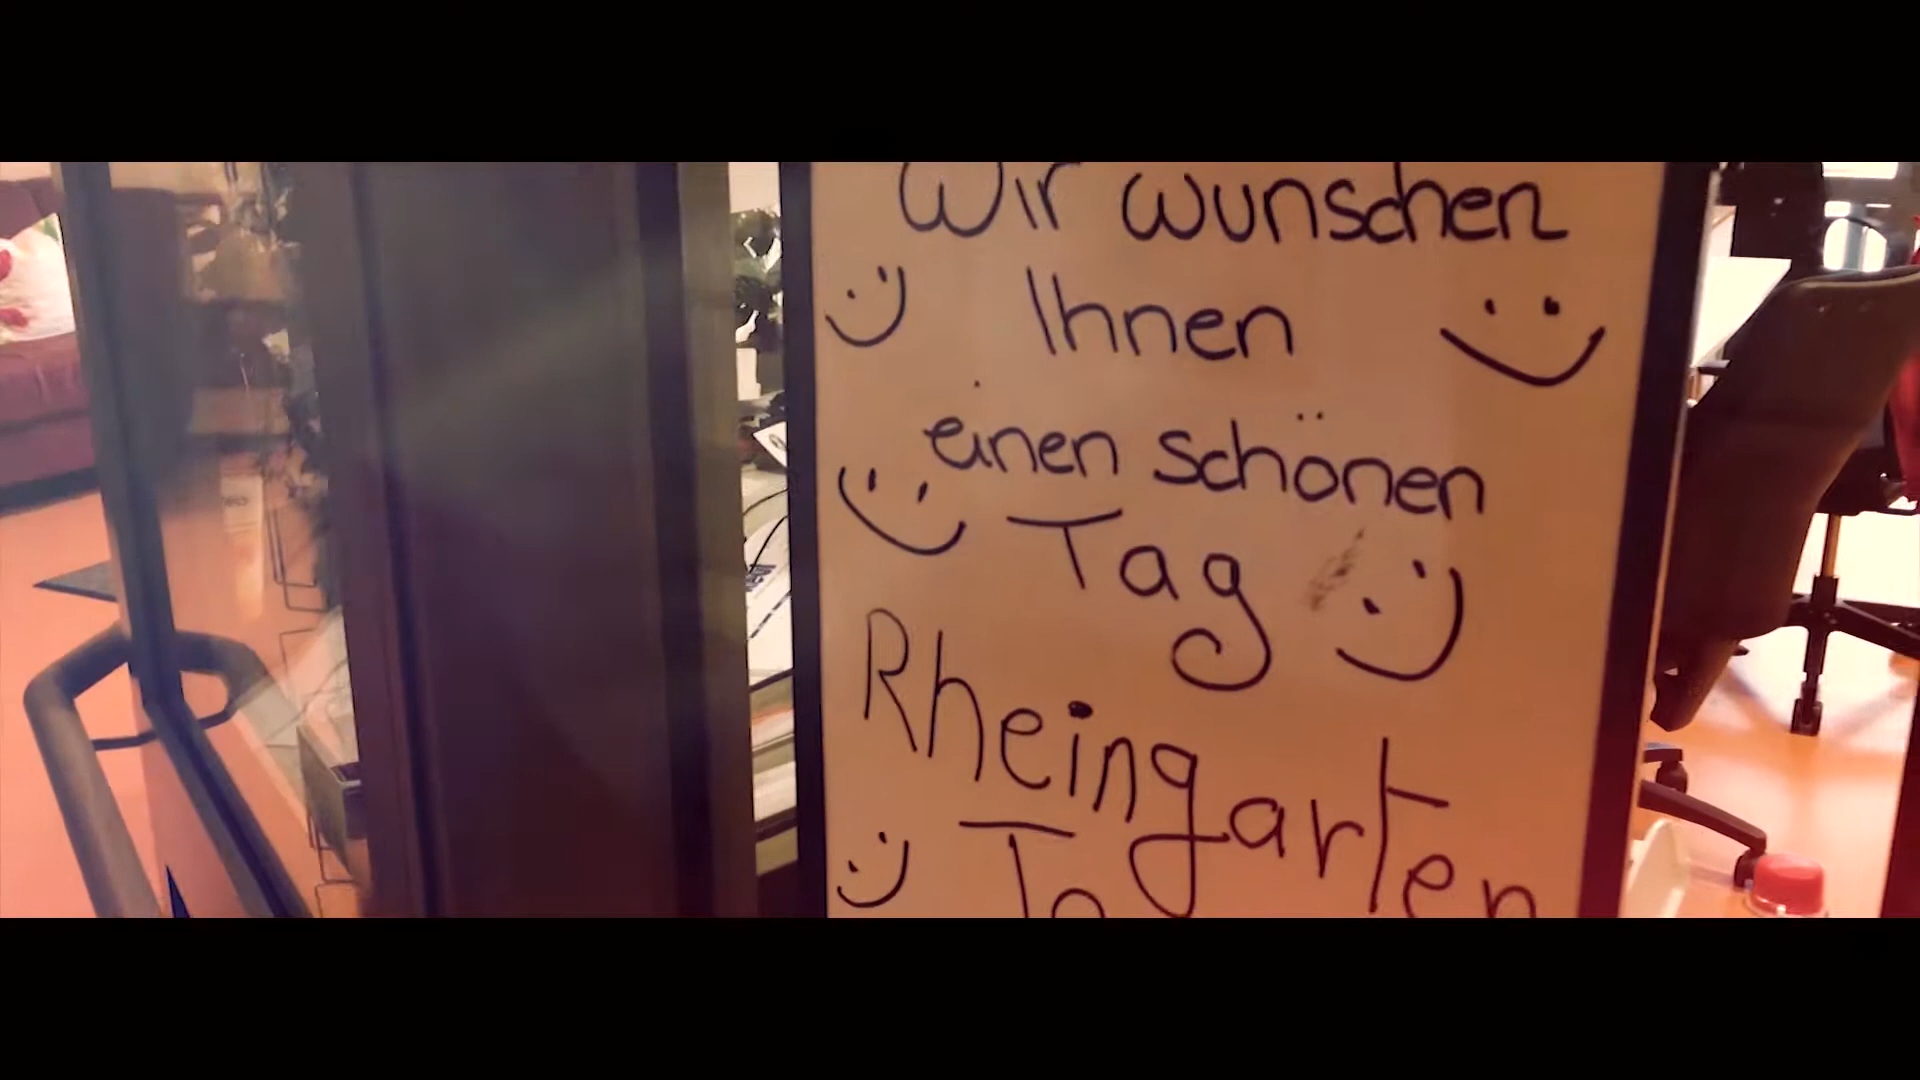 Wir wunschen
Ihnen
einen schönen
Tag
Rheingarten